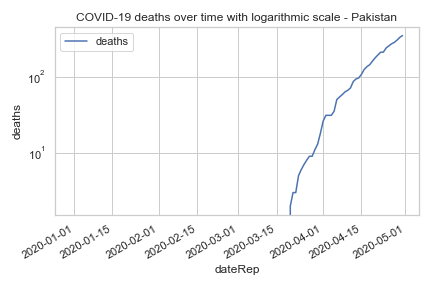 COVID-19 deaths over time with logarithmic scale - Pakistan
deaths
10²
10¹
deaths
2020-01-01
2020-01-15
2020-02-01
2020-02-15
2020-03-01
2020-03-15
2020-04-01
2020-04-15
2020-05-01
dateRep